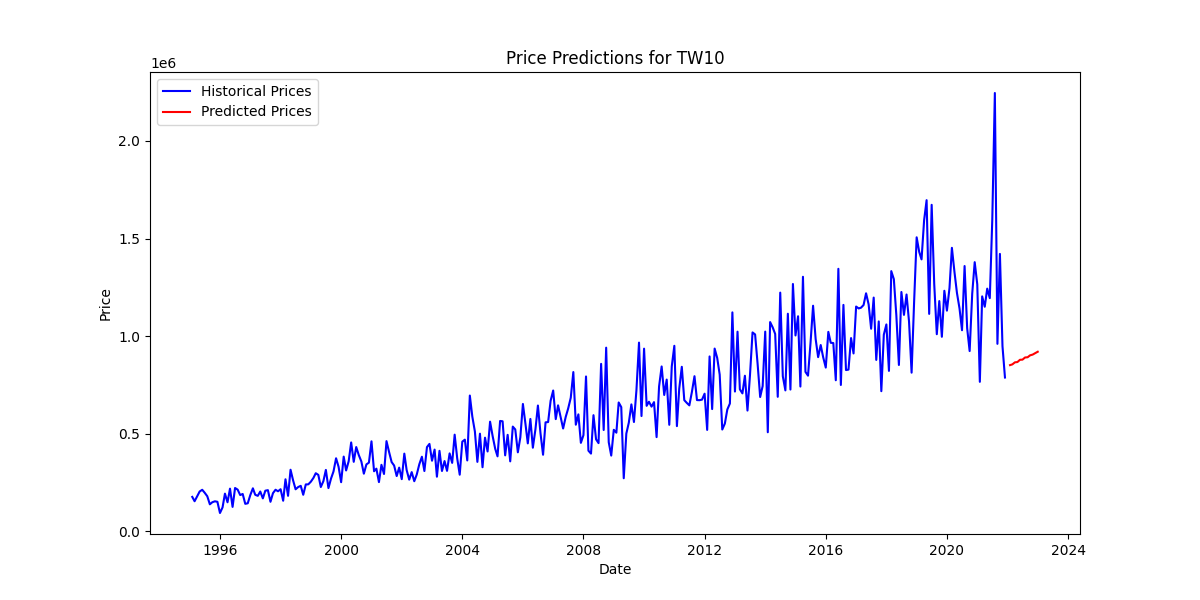 Price Predictions for TW10
1e6
Historical Prices
Predicted Prices
2.0
1.5
1.0
0.5
0.0
Price
1996 2000 2004 2008 2012 2016 2020 2024
Date